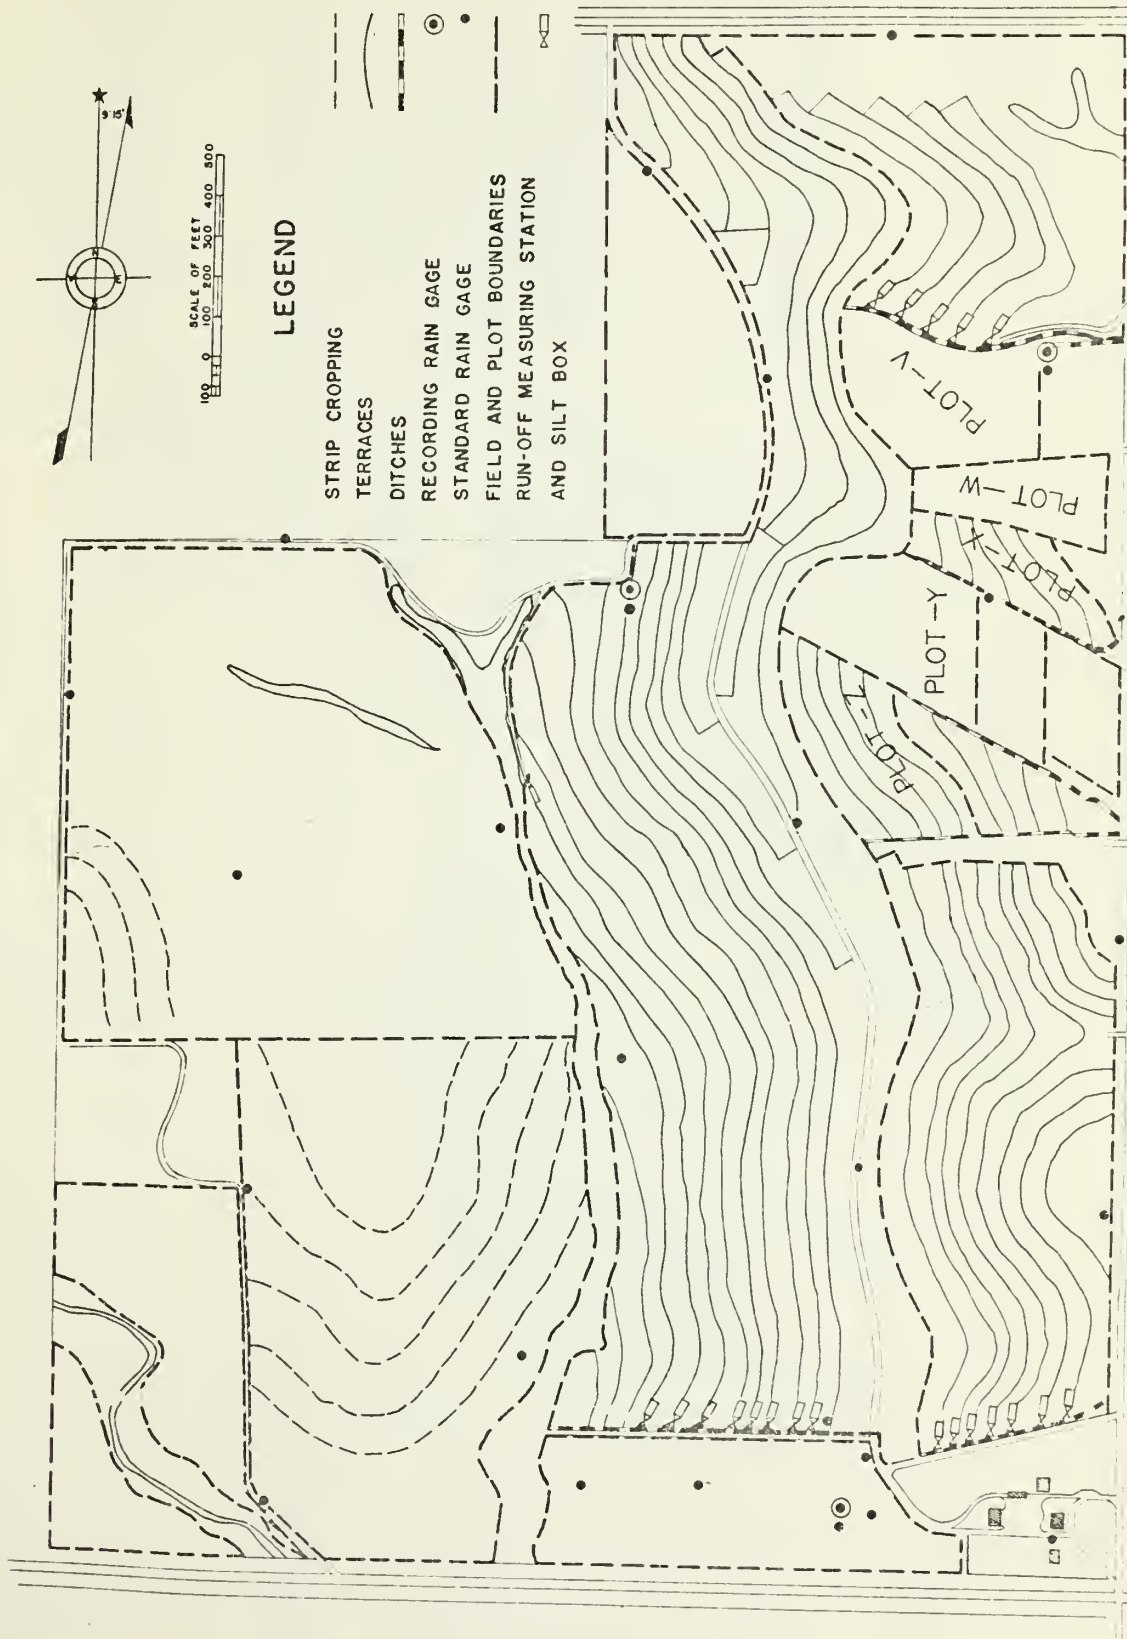 9°15'
N
SCALE OF FEET
100 0 100 200 300 400 500
LEGEND
STRIP CROPPING
TERRACES
DITCHES
RECORDING RAIN GAGE
STANDARD RAIN GAGE
FIELD AND PLOT BOUNDARIES
RUN-OFF MEASURING STATION
AND SILT BOX
PLOT-V
PLOT-W
PLOT-X
PLOT-Y
PLOT-Z